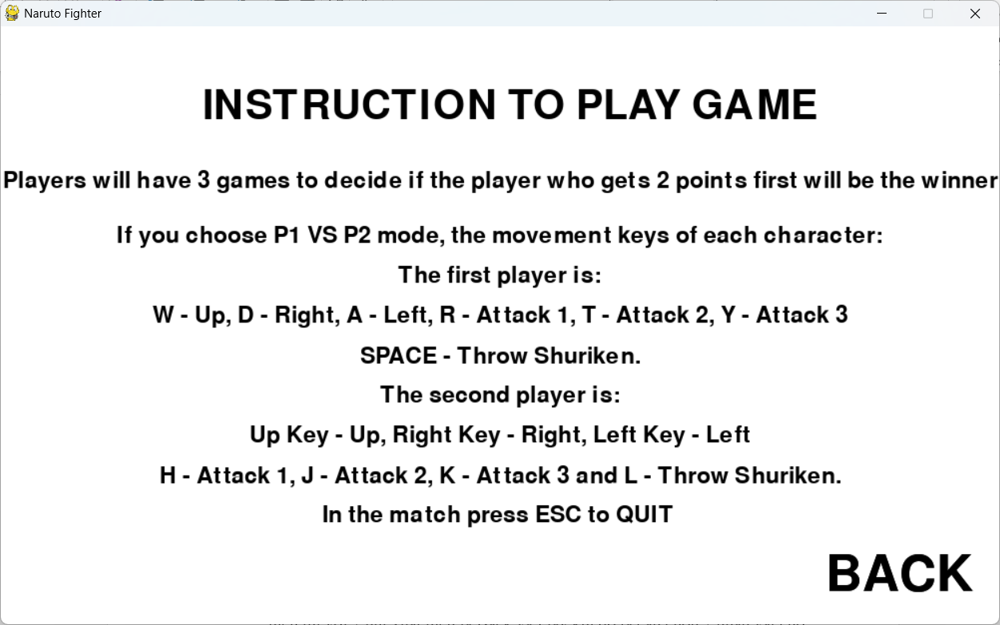 Naruto Fighter
INSTRUCTION TO PLAY GAME
Players will have 3 games to decide if the player who gets 2 points first will be the winner
If you choose P1 VS P2 mode, the movement keys of each character:
The first player is:
W - Up, D - Right, A - Left, R - Attack 1, T - Attack 2, Y - Attack 3
SPACE - Throw Shuriken.
The second player is:
Up Key - Up, Right Key - Right, Left Key - Left
H - Attack 1, J - Attack 2, K - Attack 3 and L - Throw Shuriken.
In the match press ESC to QUIT
BACK